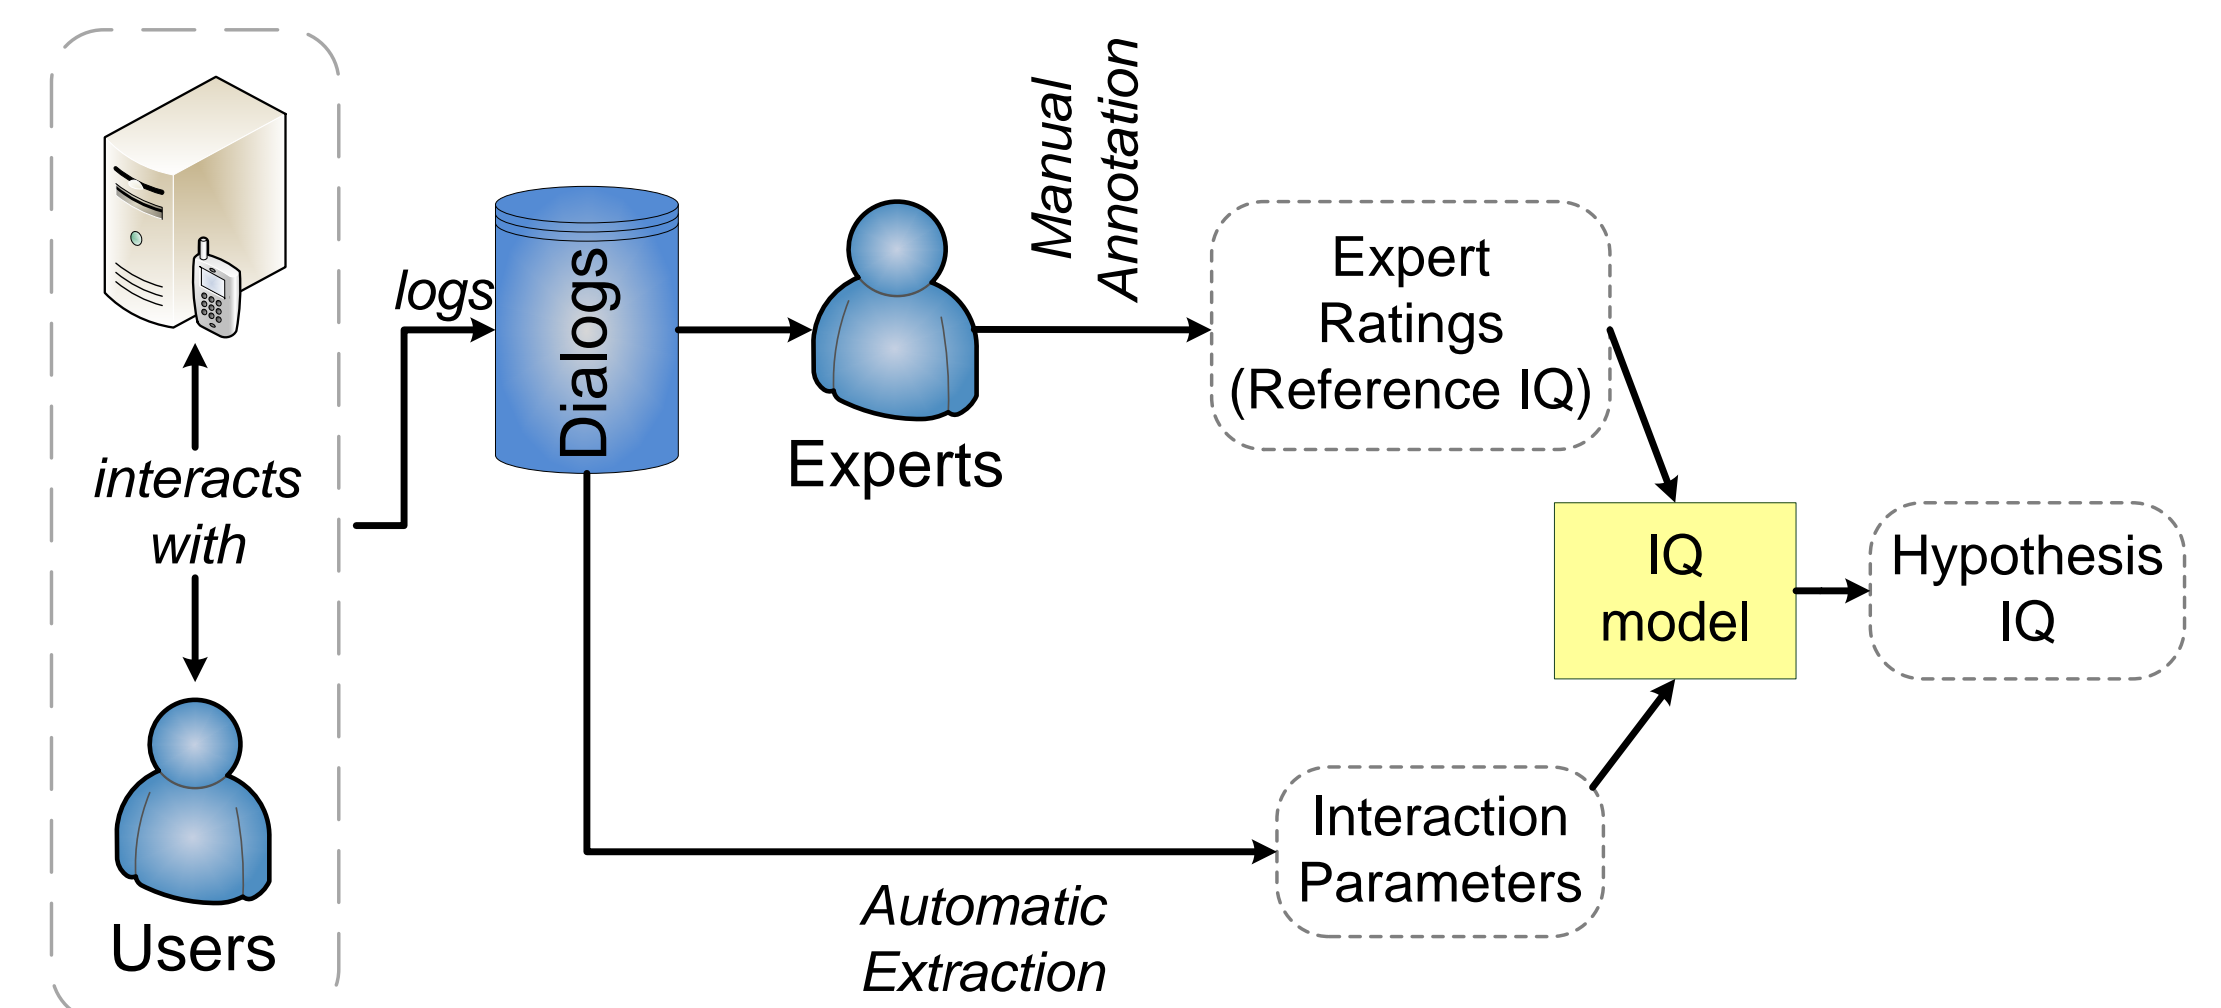 interacts
with
Users
logs
Dialogs
Experts
Manual
Annotation
Expert
Ratings
(Reference IQ)
IQ
model
Hypothesis
IQ
Interaction
Parameters
Automatic
Extraction